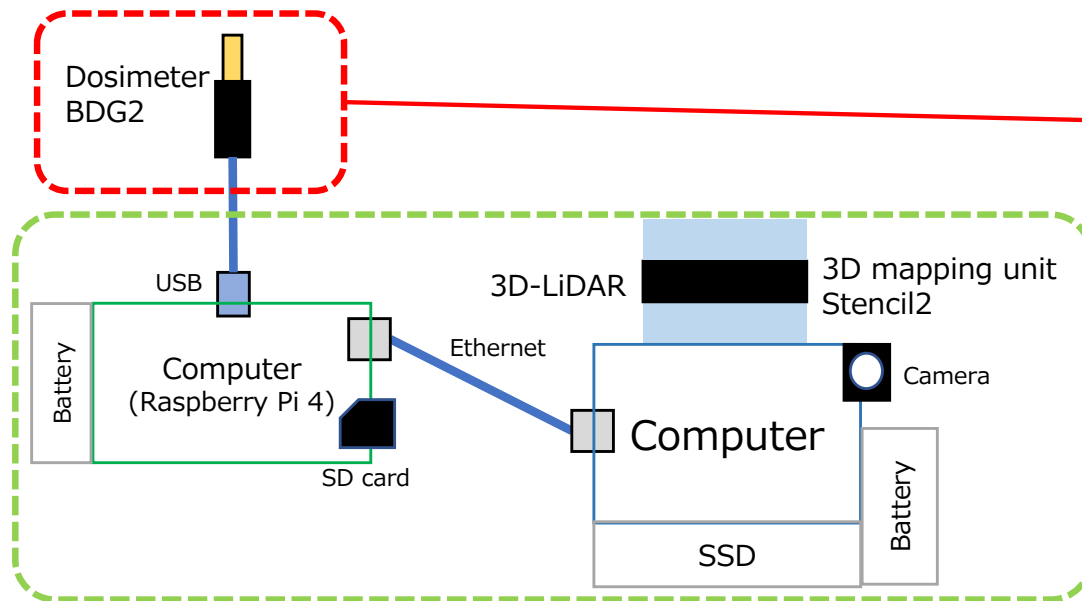 Dosimeter
BDG2
USB
3D-LiDAR
3D mapping unit
Stencil2
Battery
Computer
(Raspberry Pi 4)
Ethernet
SD card
Camera
Computer
Battery
SSD